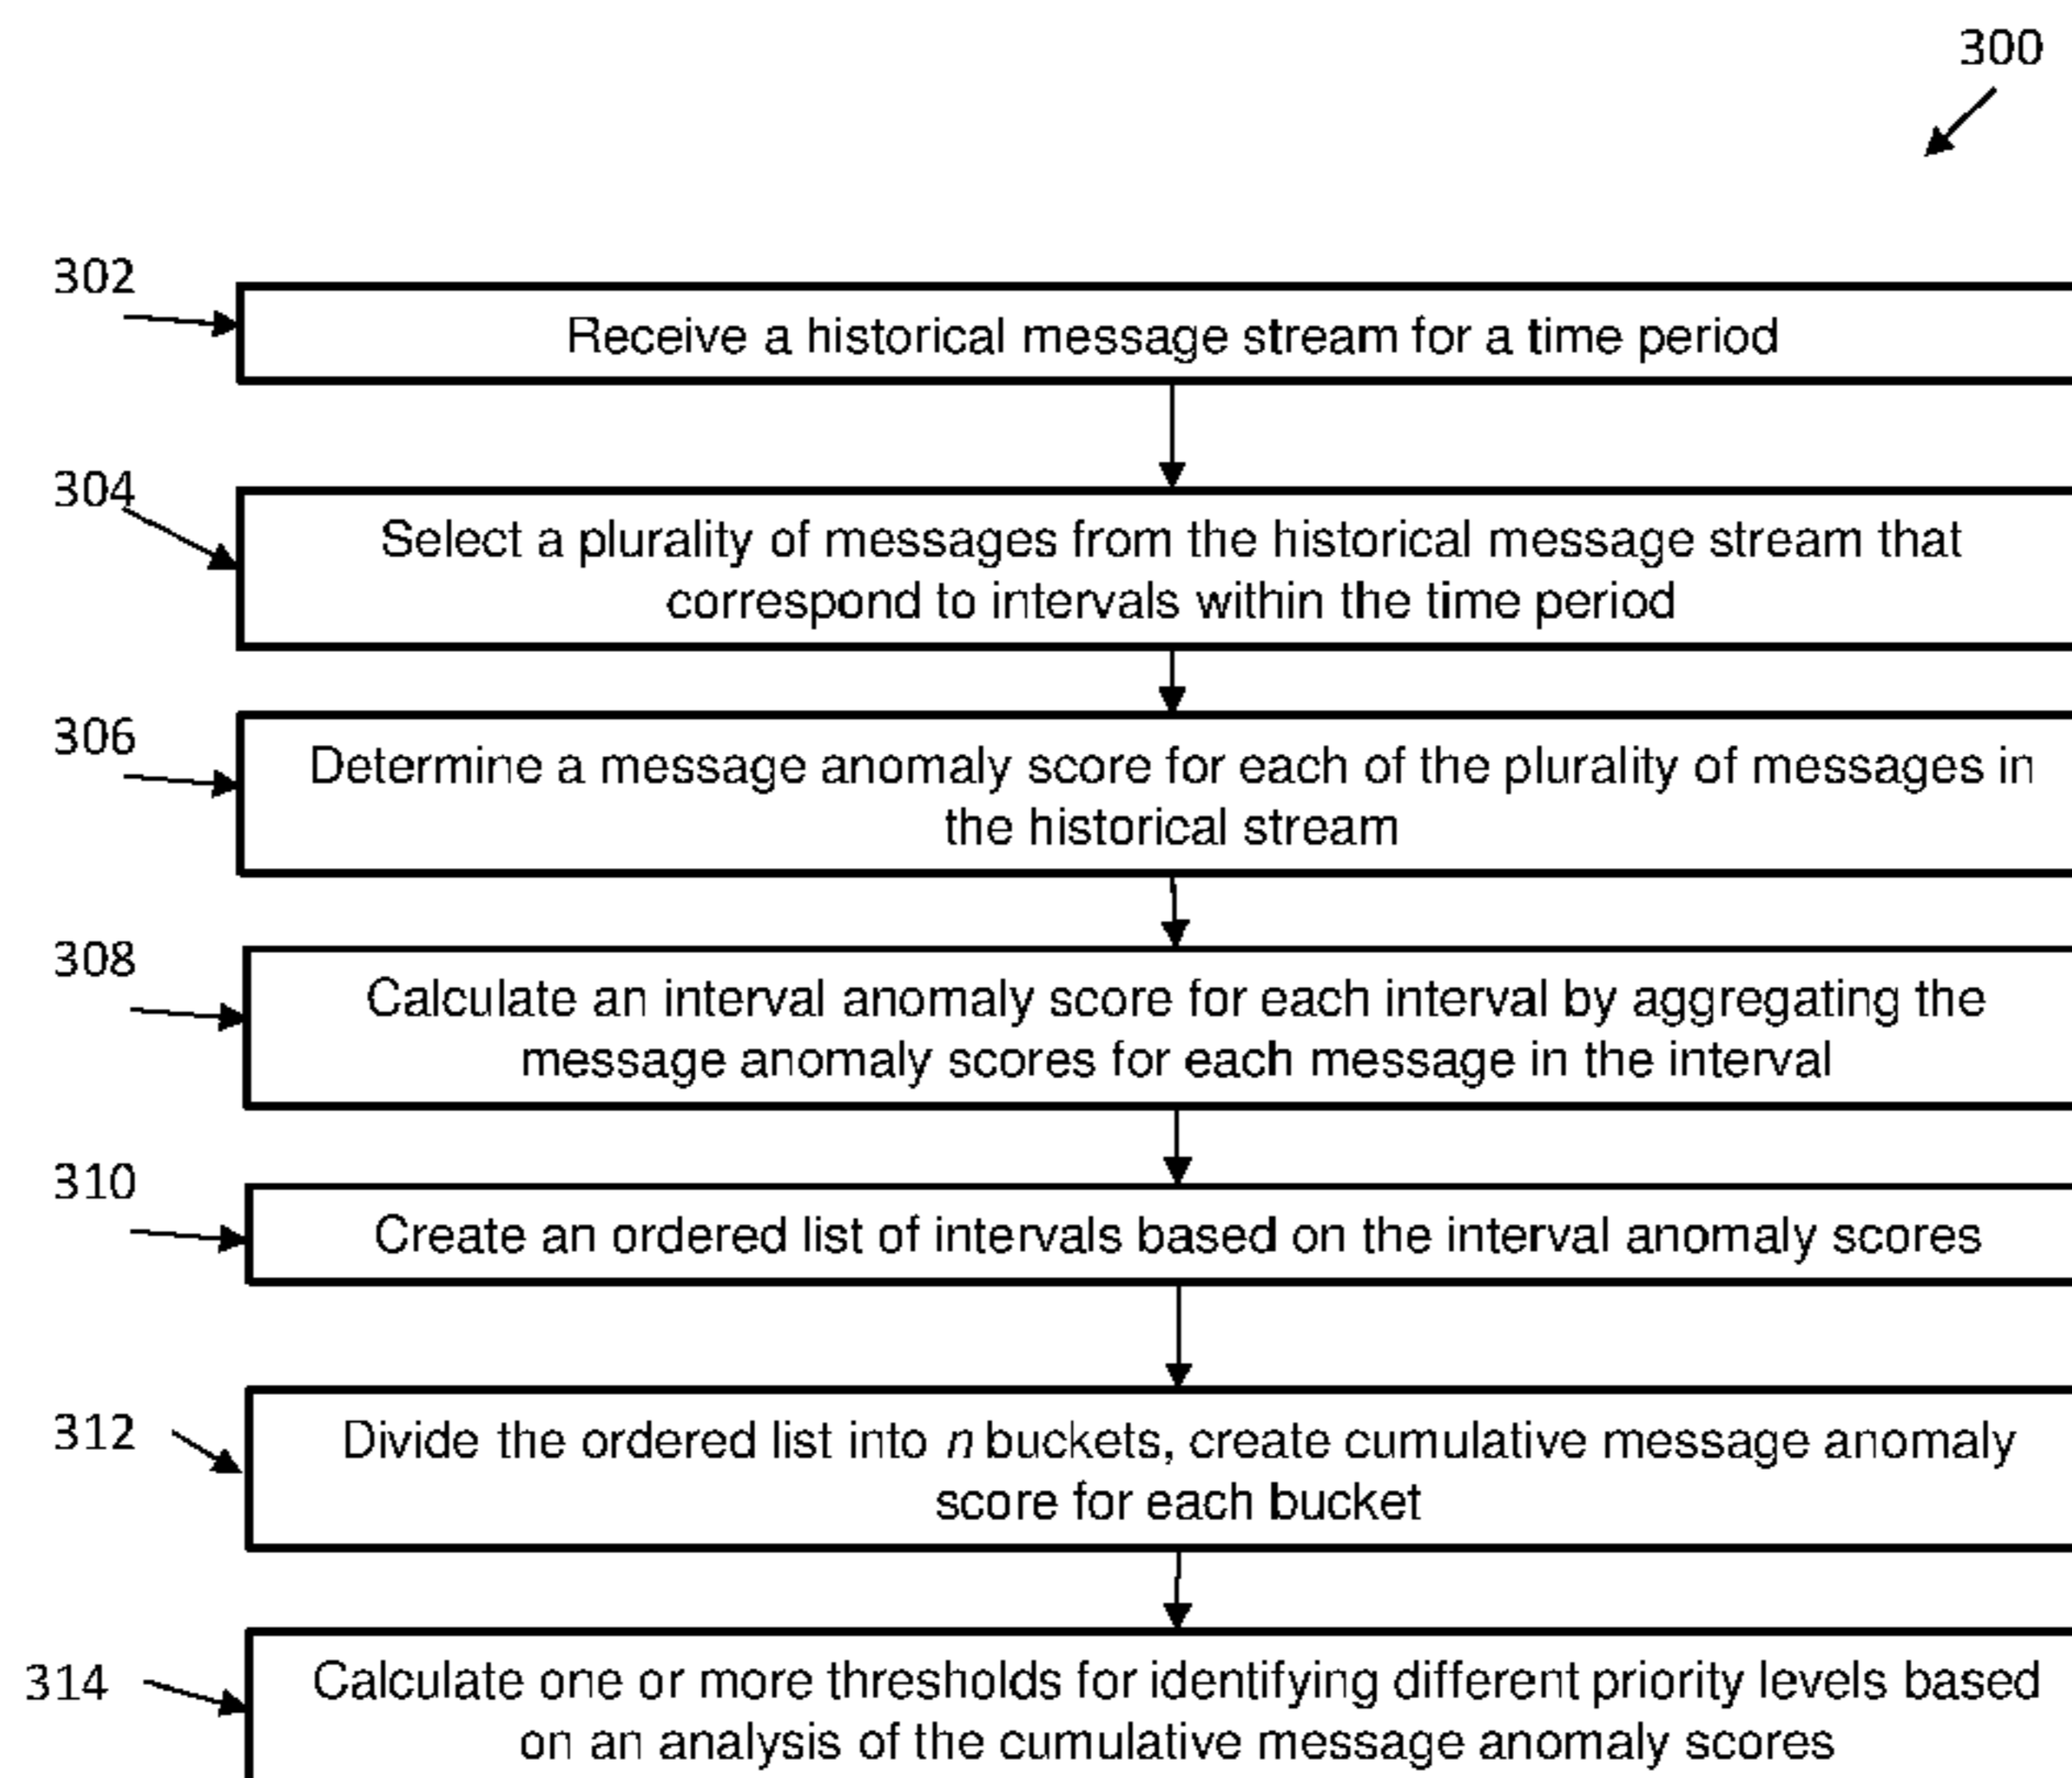 300
302
Receive a historical message stream for a time period
304
Select a plurality of messages from the historical message stream that
correspond to intervals within the time period
306
Determine a message anomaly score for each of the plurality of messages in
the historical stream
308
Calculate an interval anomaly score for each interval by aggregating the
message anomaly scores for each message in the interval
310
Create an ordered list of intervals based on the interval anomaly scores
312
Divide the ordered list into n buckets, create cumulative message anomaly
score for each bucket
314
Calculate one or more thresholds for identifying different priority levels based
on an analysis of the cumulative message anomaly scores